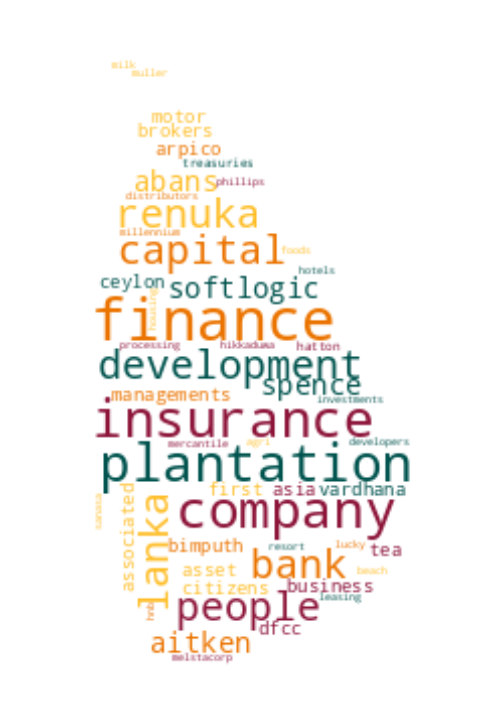 milk
muller
motor
brokers
arpico
treasuries
abans
phillips
distributors
renuka
millennium
capital
foods
hotels
ceylon
softlogic
housing
finance
processing
hikkaduwa
hatton
development
spence
managements
investments
insurance
mercantile
agri
developers
plantation
first
asia
vardhana
associated
lanka
company
bimputh
resort
lucky
tea
bank
asset
beach
citizens
business
leasing
people
hnb
dfcc
aitken
melstacorp